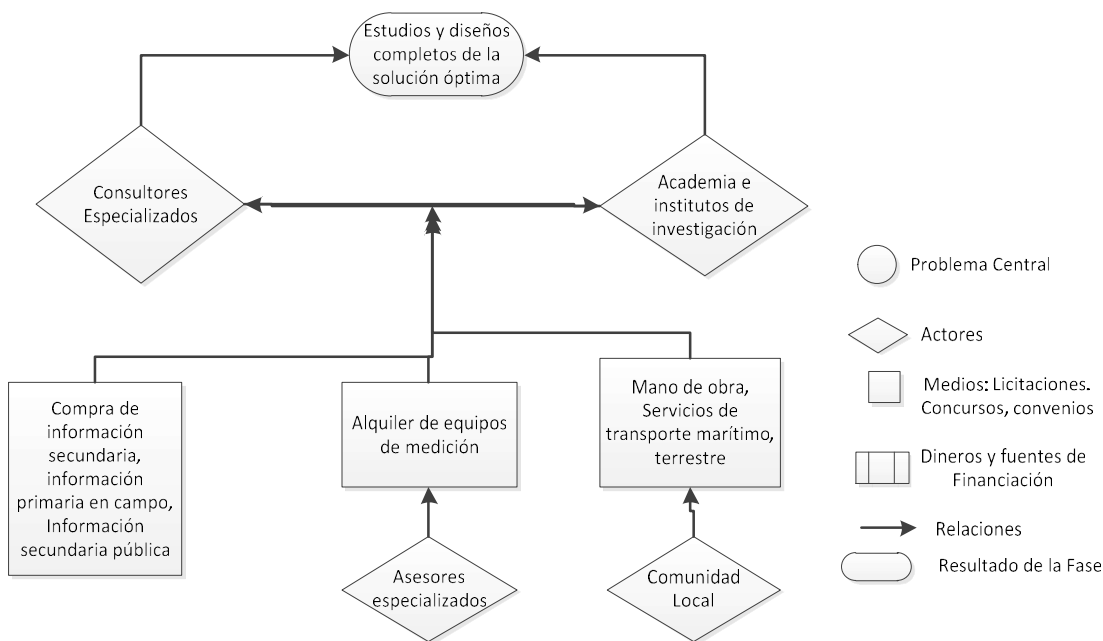 Estudios y diseños
completos de la
solución óptima
Consultores
Especializados
Academia e
institutos de
investigación
Compra de
información
secundaria,
información
primaria en campo,
Información
secundaria pública
Alquiler de equipos
de medición
Mano de obra,
Servicios de
transporte marítimo,
terrestre
Asesores
especializados
Comunidad
Local
Problema Central
Actores
Medios: Licitaciones.
Concursos, convenios
Dineros y fuentes de
Financiación
Relaciones
Resultado de la Fase